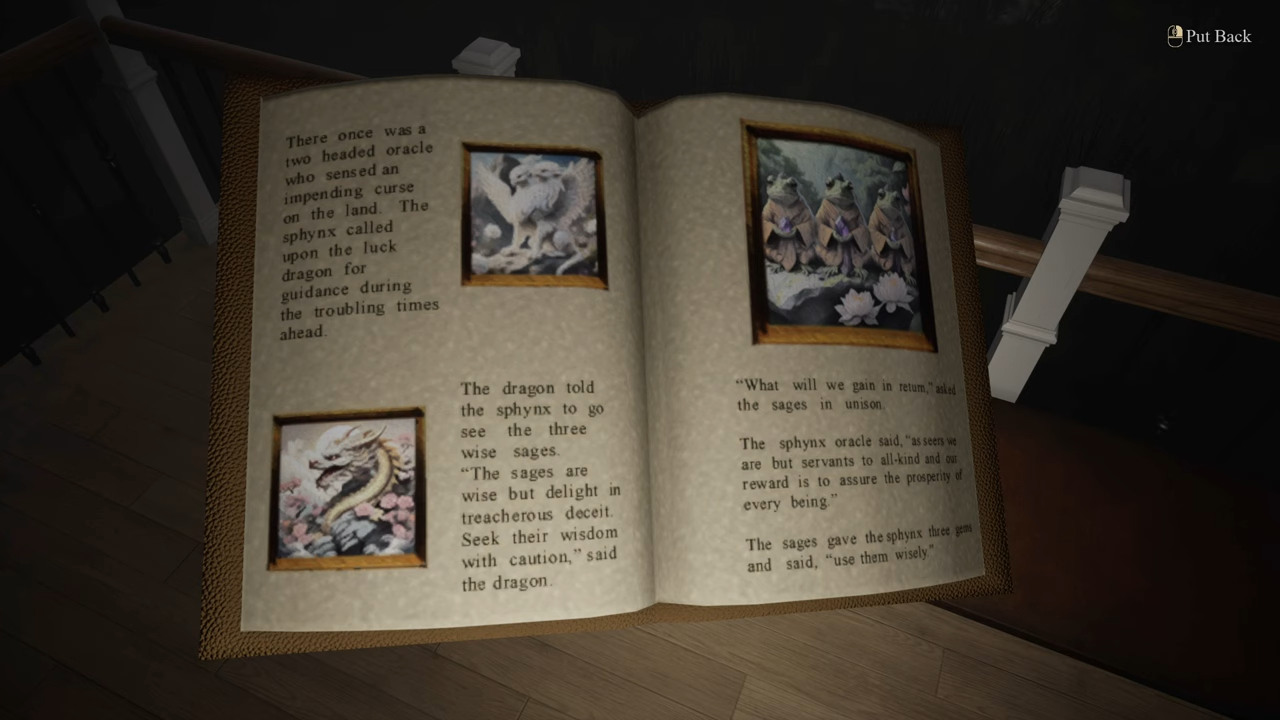 Put Back
There once was a
two headed oracle
who sensed an
impending curse
on the land. The
sphynx called
upon the luck
dragon for
guidance during
the troubling times
ahead.
The dragon told
the sphynx to go
see the three
wise sages.
“The sages are
wise but delight in
treacherous deceit.
Seek their wisdom
with caution,” said
the dragon.
“What will we gain in return,” asked
the sages in unison.
The sphynx oracle said, “as seers we
are but servants to all-kind and our
reward is to assure the prosperity of
every being.”
The sages gave the sphynx three gems
and said, “use them wisely.”